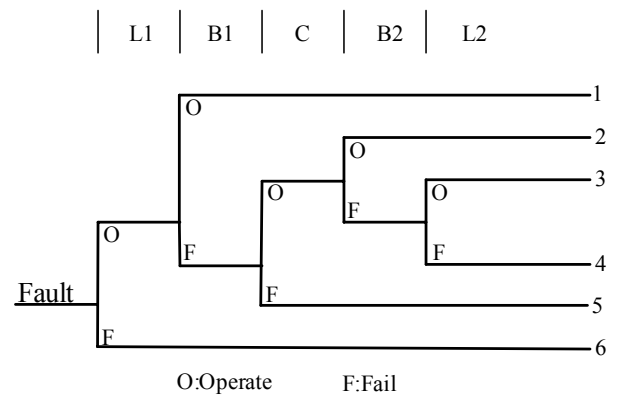 L1 B1 C B2 L2
O 1
O 2
O O 3
O F
F F 4
Fault F 5
F 6
O:Operate F:Fail